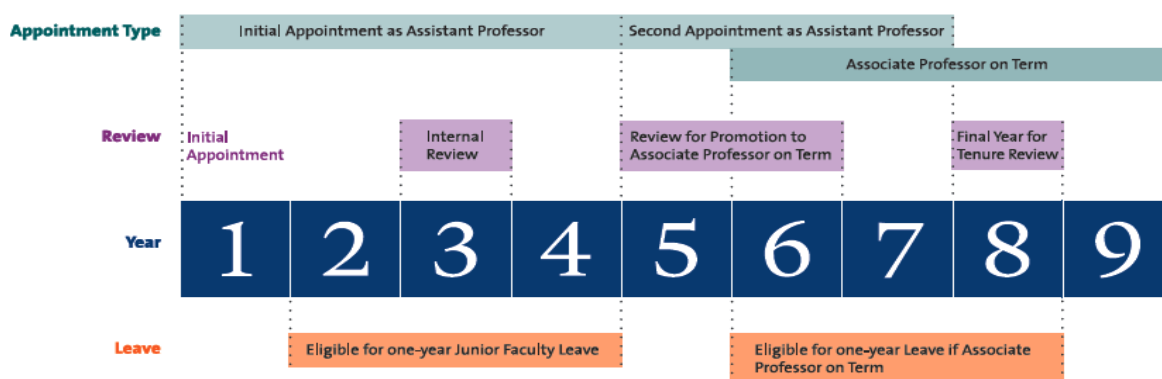 Appointment Type
Initial Appointment as Assistant Professor
Second Appointment as Assistant Professor
Associate Professor on Term
Review
Initial
Appointment
Internal
Review
Review for Promotion to
Associate Professor on Term
Final Year for
Tenure Review
Year
1 2 3 4 5 6 7 8 9
Leave
Eligible for one-year Junior Faculty Leave
Eligible for one-year Leave if Associate
Professor on Term